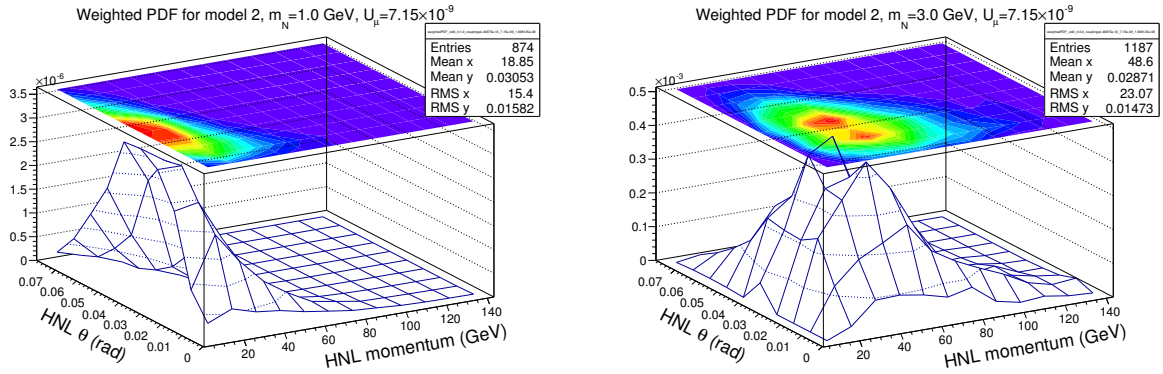 Weighted PDF for model 2, m_N=1.0 GeV, U_μ=7.15×10^-9
Entries 874
Mean x 18.85
Mean y 0.03053
RMS x 15.4
RMS y 0.01582
×10^-6
3.5
3
2.5
2
1.5
1
0.5
0
0.07
0.06
0.05
0.04
0.03
0.02
0.01
0
HNL θ (rad)
20
40
60
80
100
120
140
HNL momentum (GeV)
Weighted PDF for model 2, m_N=3.0 GeV, U_μ=7.15×10^-9
Entries 1187
Mean x 48.6
Mean y 0.02871
RMS x 23.07
RMS y 0.01473
×10^-3
0.5
0.4
0.3
0.2
0.1
0
0.07
0.06
0.05
0.04
0.03
0.02
0.01
0
HNL θ (rad)
20
40
60
80
100
120
140
HNL momentum (GeV)